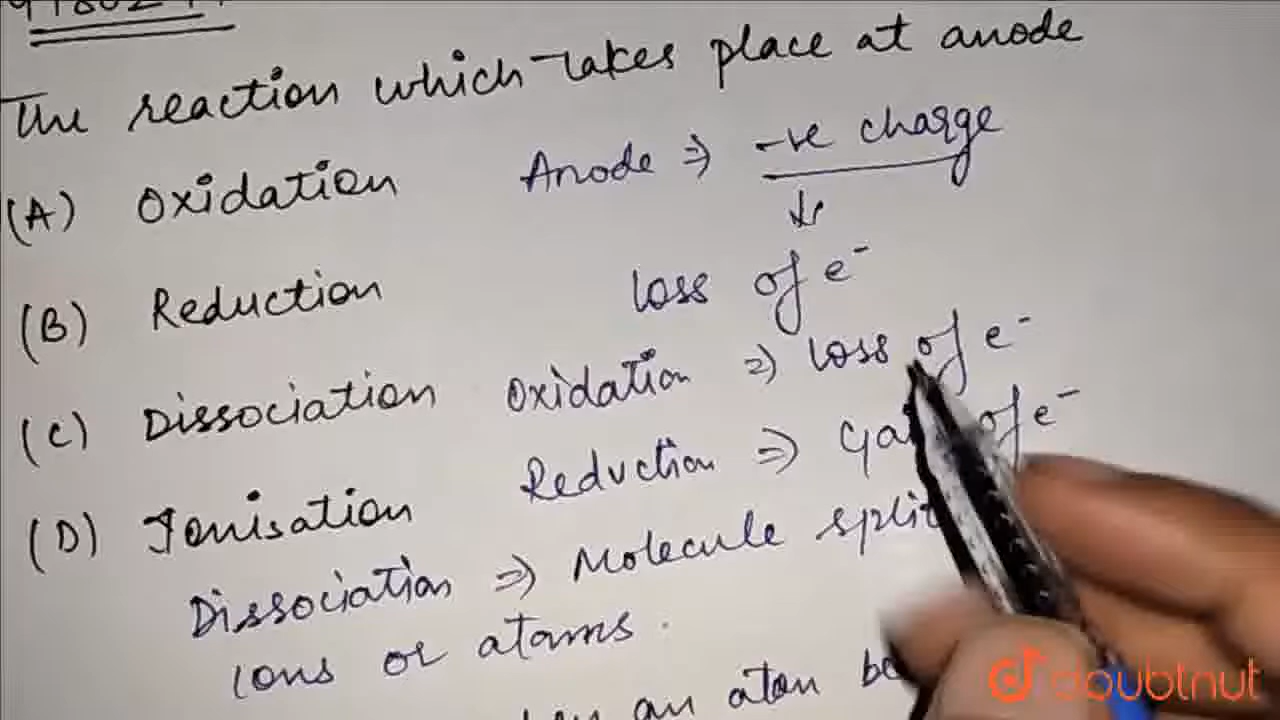 The reaction which takes place at anode
(A) Oxidation Anode ⇒ -ve charge
↓
(B) Reduction loss of e⁻
(C) Dissociation Oxidation ⇒ loss of e⁻
(D) Ionisation Reduction ⇒ of e⁻
Dissociation ⇒ Molecule split
Ions or atoms.
an atom
doubtnut